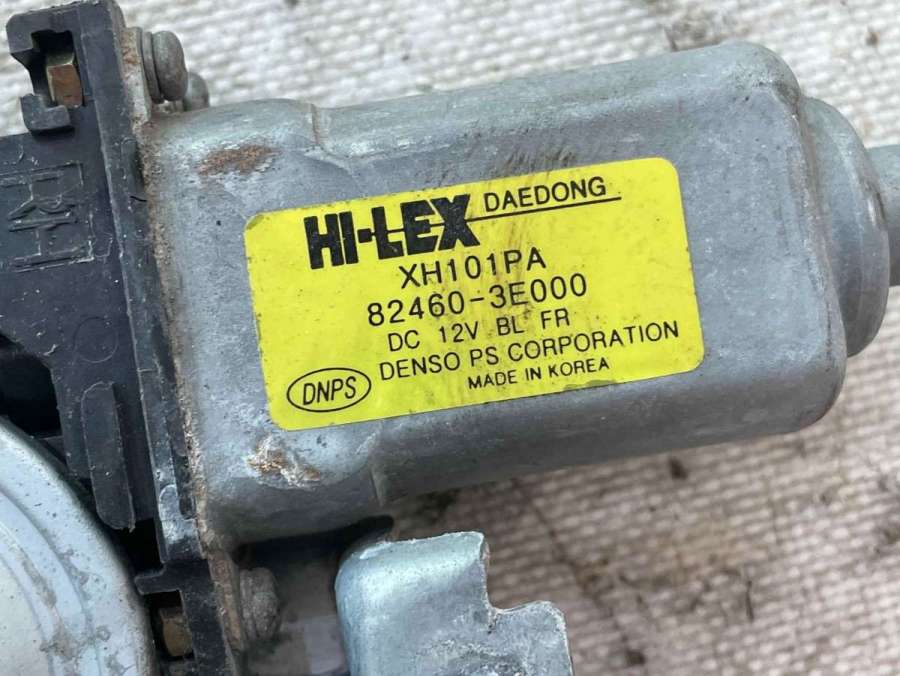 HI-LEX DAEDONG
XH101PA
82460-3E000
DC 12V BL FR
DENSO PS CORPORATION
DNPS MADE IN KOREA